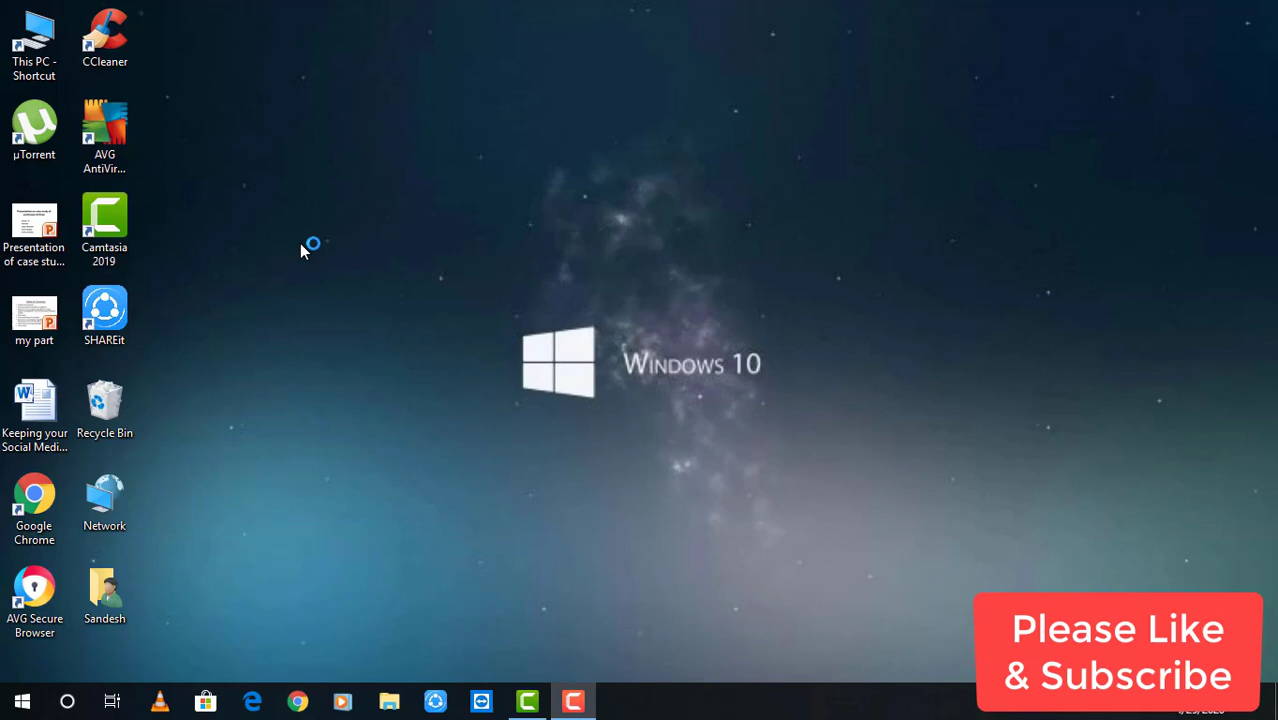 This PC -
Shortcut
CCleaner
µTorrent
AVG
AntiVir...
Presentation
of case stu...
Camtasia
2019
my part
SHAREit
Keeping your
Social Medi...
Recycle Bin
Google
Chrome
Network
AVG Secure
Browser
Sandesh
WINDOWS 10
Please Like
& Subscribe